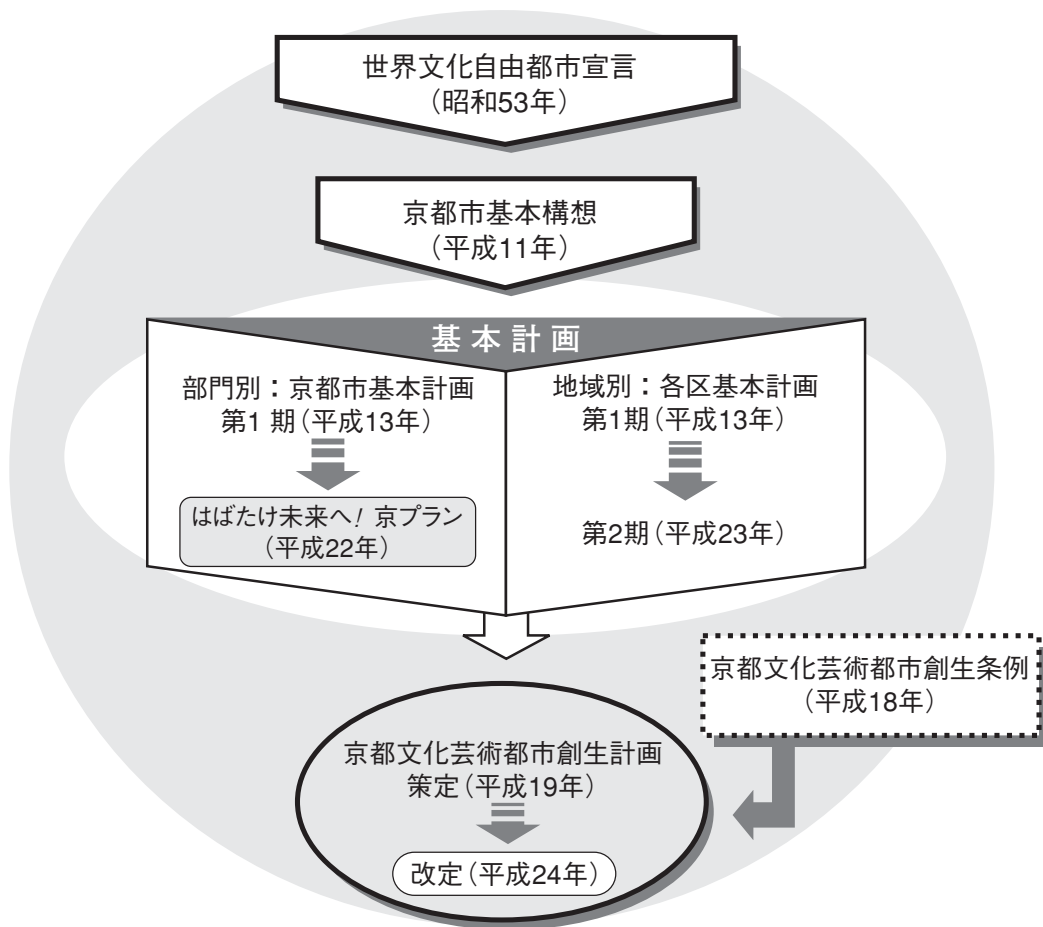 世界文化自由都市宣言
（昭和53年）
京都市基本構想
（平成11年）
基本計画
部門別：京都市基本計画
第1 期（平成13年）
はばたけ未来へ! 京プラン
（平成22年）
地域別：各区基本計画
第1期（平成13年）
第2期（平成23年）
京都文化芸術都市創生条例
（平成18年）
京都文化芸術都市創生計画
策定（平成19年）
改定（平成24年）